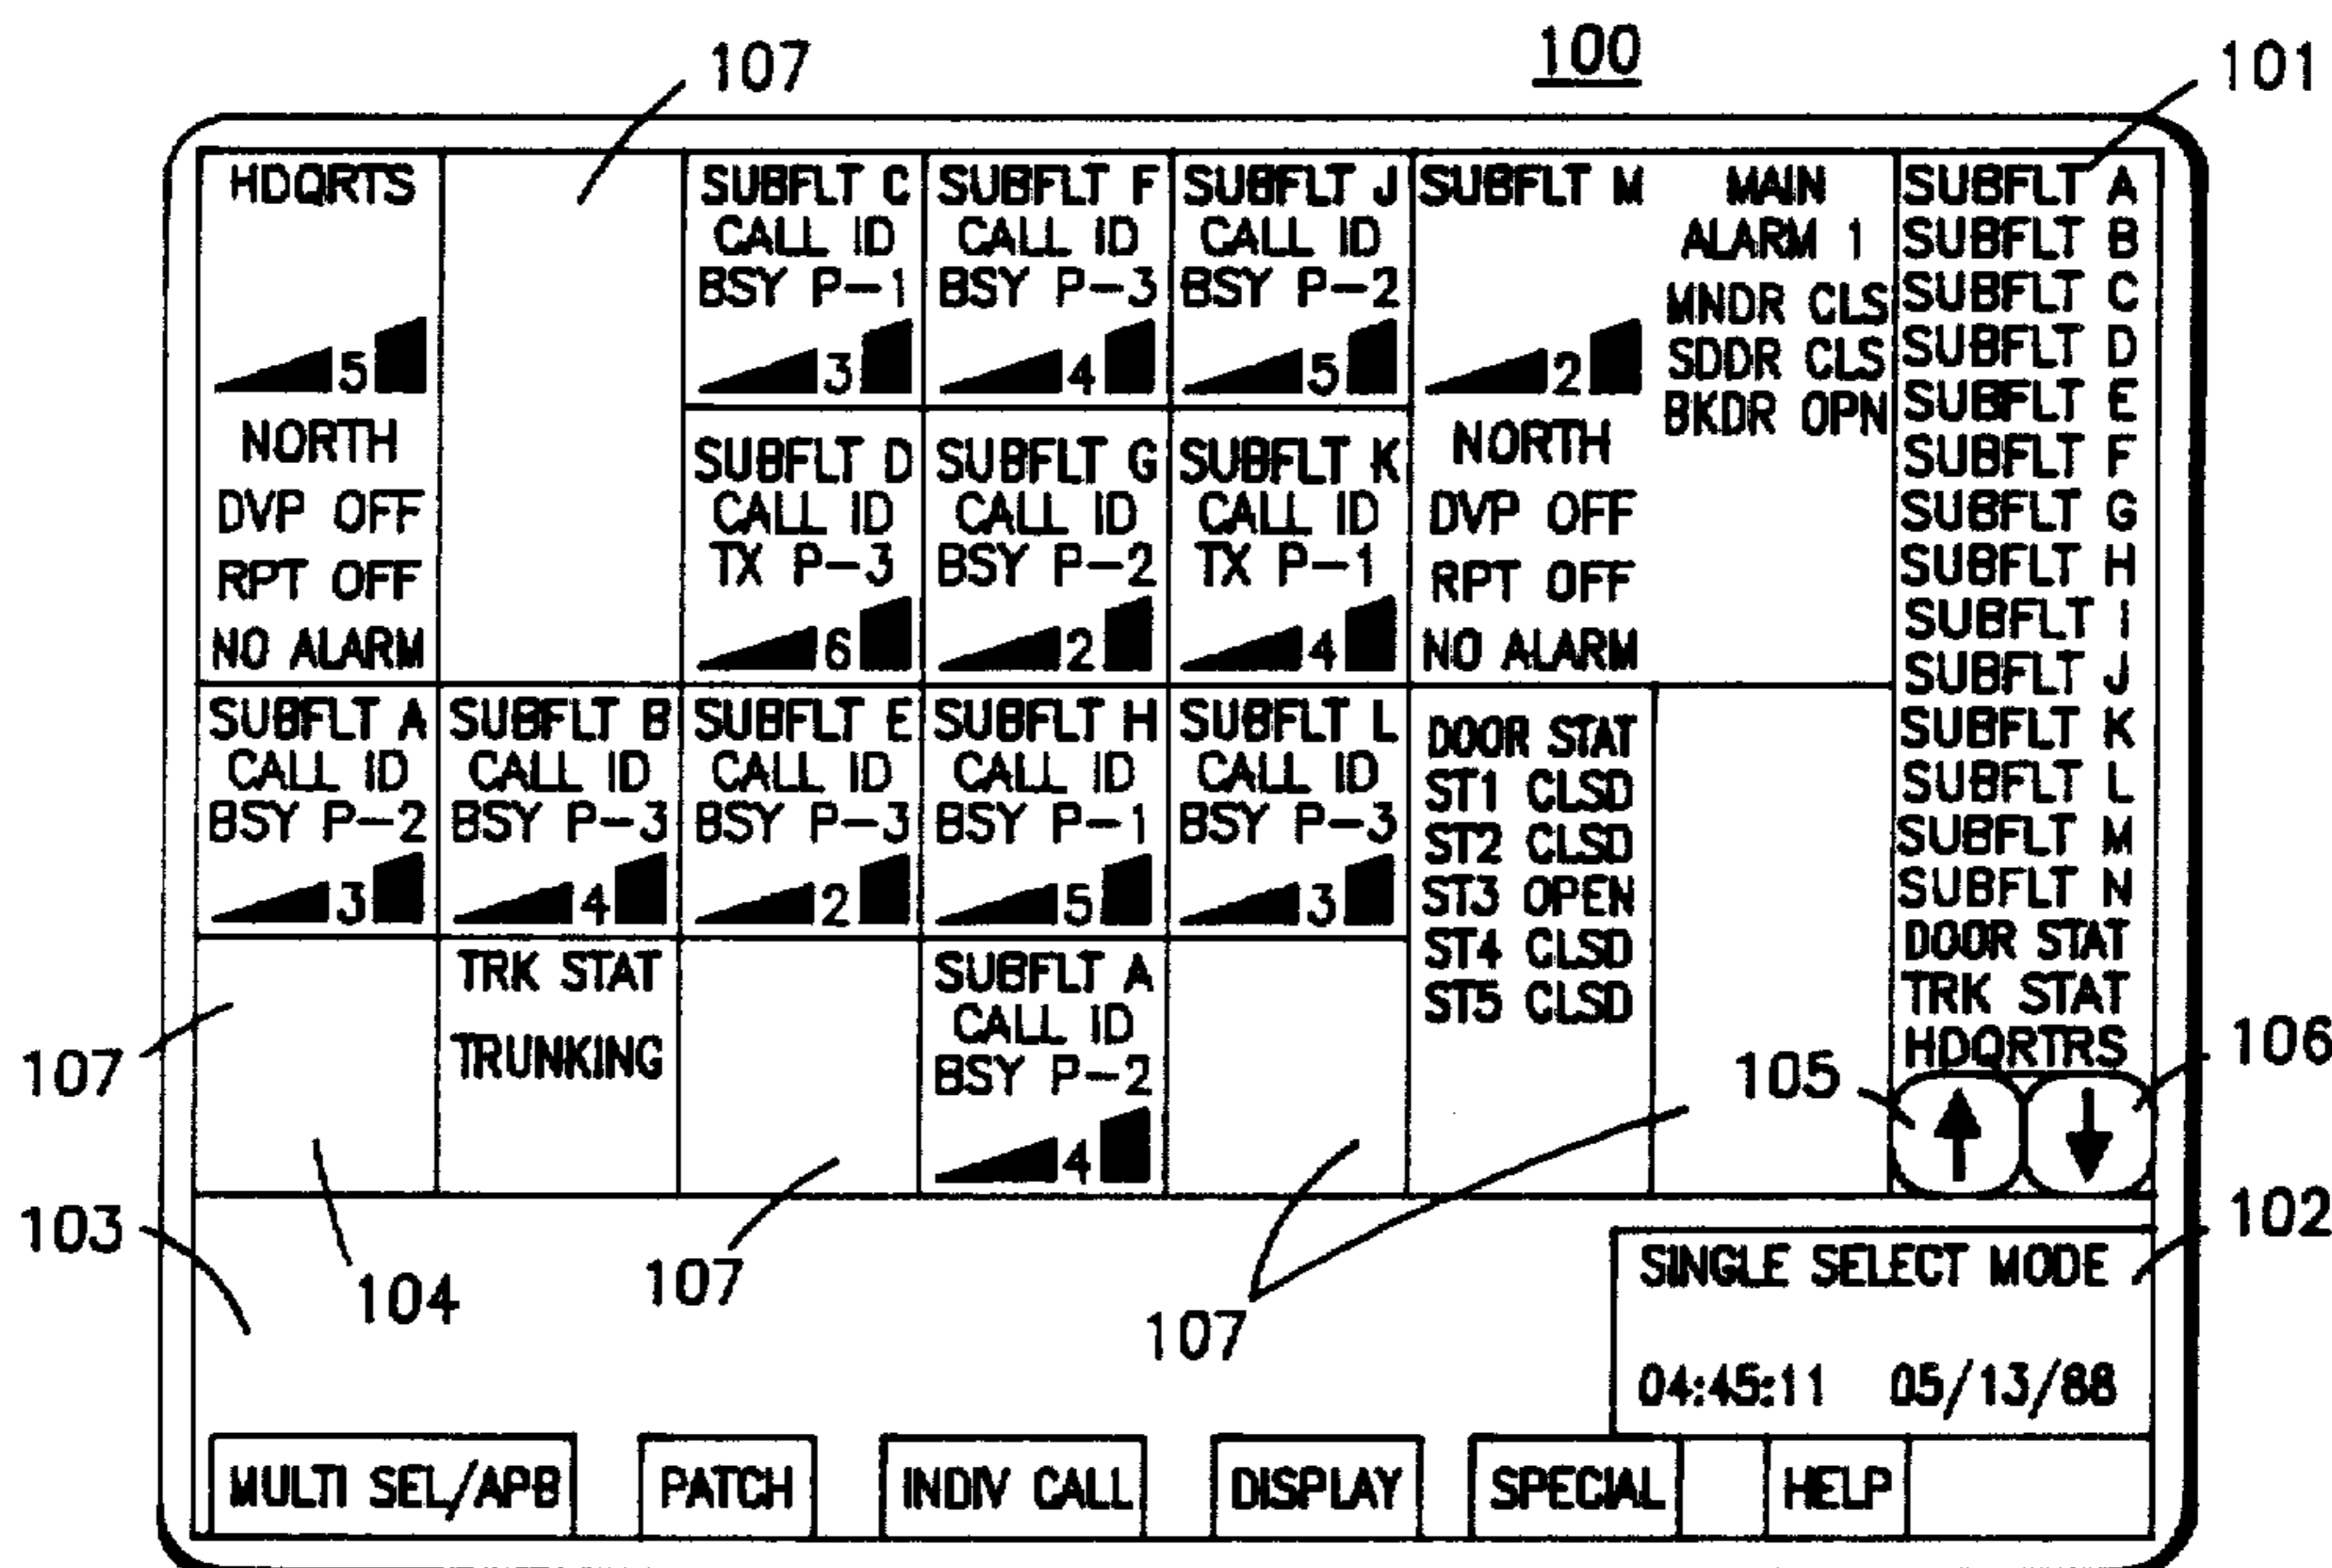 100
107
101
HDQRTS
5
NORTH
DVP OFF
RPT OFF
NO ALARM
SUBFLT C
CALL ID
BSY P-1
3
SUBFLT F
CALL ID
BSY P-3
4
SUBFLT J
CALL ID
BSY P-2
5
SUBFLT M
2
NORTH
DVP OFF
RPT OFF
NO ALARM
MAIN
ALARM 1
MNDR CLS
SDDR CLS
BKDR OPN
SUBFLT D
CALL ID
TX P-3
6
SUBFLT G
CALL ID
BSY P-2
2
SUBFLT K
CALL ID
TX P-1
4
SUBFLT A
CALL ID
BSY P-2
3
SUBFLT B
CALL ID
BSY P-3
4
SUBFLT E
CALL ID
BSY P-3
2
SUBFLT H
CALL ID
BSY P-1
5
SUBFLT L
CALL ID
BSY P-3
3
DOOR STAT
ST1 CLSD
ST2 CLSD
ST3 OPEN
ST4 CLSD
ST5 CLSD
TRK STAT
TRUNKING
SUBFLT A
CALL ID
BSY P-2
4
SUBFLT A
SUBFLT B
SUBFLT C
SUBFLT D
SUBFLT E
SUBFLT F
SUBFLT G
SUBFLT H
SUBFLT I
SUBFLT J
SUBFLT K
SUBFLT L
SUBFLT M
SUBFLT N
DOOR STAT
TRK STAT
HDQRTRS
107
105
106
103
104
107
107
102
SINGLE SELECT MODE
04:45:11 05/13/88
MULTI SEL/APB
PATCH
INDIV CALL
DISPLAY
SPECIAL
HELP